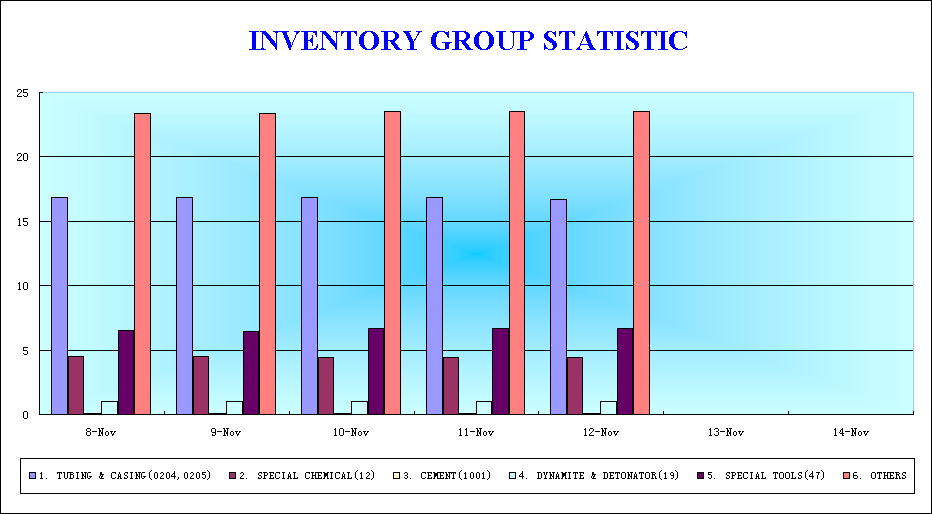 INVENTORY GROUP STATISTIC
25
20
15
10
5
0
8-Nov 9-Nov 10-Nov 11-Nov 12-Nov 13-Nov 14-Nov
1. TUBING & CASING(0204,0205) 2. SPECIAL CHEMICAL(12) 3. CEMENT(1001) 4. DYNAMITE & DETONATOR(19) 5. SPECIAL TOOLS(47) 6. OTHERS